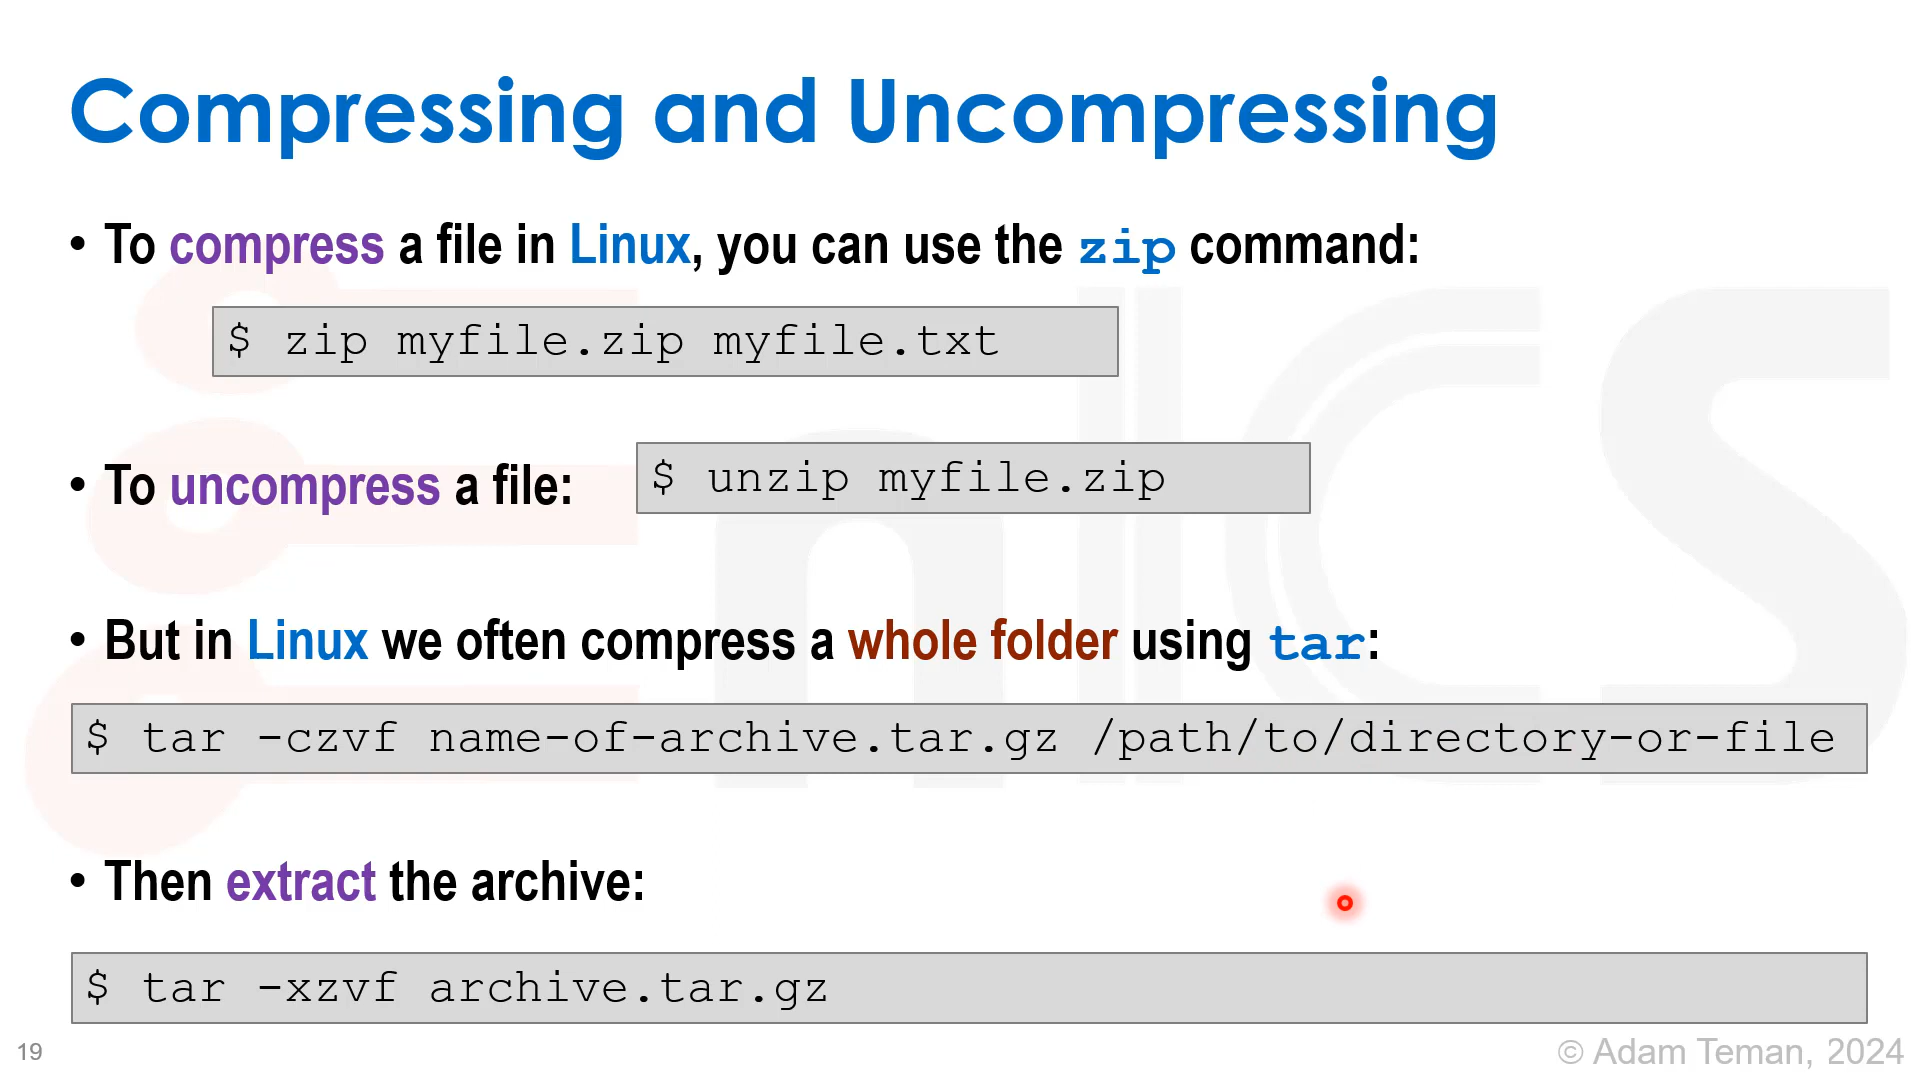 Compressing and Uncompressing
• To compress a file in Linux, you can use the zip command:
$ zip myfile.zip myfile.txt
• To uncompress a file:
$ unzip myfile.zip
• But in Linux we often compress a whole folder using tar:
$ tar -czvf name-of-archive.tar.gz /path/to/directory-or-file
• Then extract the archive:
$ tar -xzvf archive.tar.gz
19
© Adam Teman, 2024
EnICS